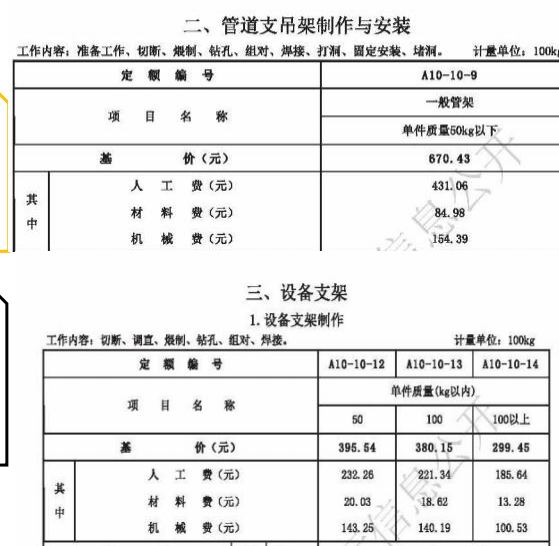 二、管道支吊架制作与安装
工作内容：准备工作、切断、煨制、钻孔、组对、焊接、打洞、固定安装、堵洞。 计量单位：100kg
定 额 编 号 A10-10-9
项 目 名 称 一般管架
单件质量50kg以下
基 价（元） 670.43
其中 人 工 费（元） 431.06
材 料 费（元） 84.98
机 械 费（元） 154.39
信息公开
三、设备支架
1.设备支架制作
工作内容：切断、调直、煨制、钻孔、组对、焊接。 计量单位：100kg
定 额 编 号 A10-10-12 A10-10-13 A10-10-14
项 目 名 称 单件质量(kg以内)
50 100 100以上
基 价（元） 395.54 380.15 299.45
其中 人 工 费（元） 232.26 221.34 185.64
材 料 费（元） 20.03 18.62 13.28
机 械 费（元） 143.25 140.19 100.53
信息公开